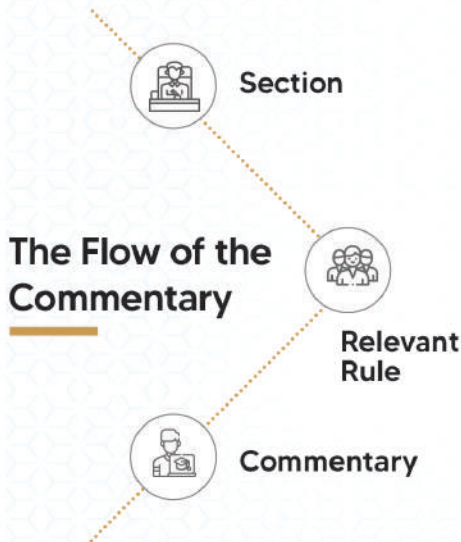 Section
The Flow of the
Commentary
Relevant
Rule
Commentary